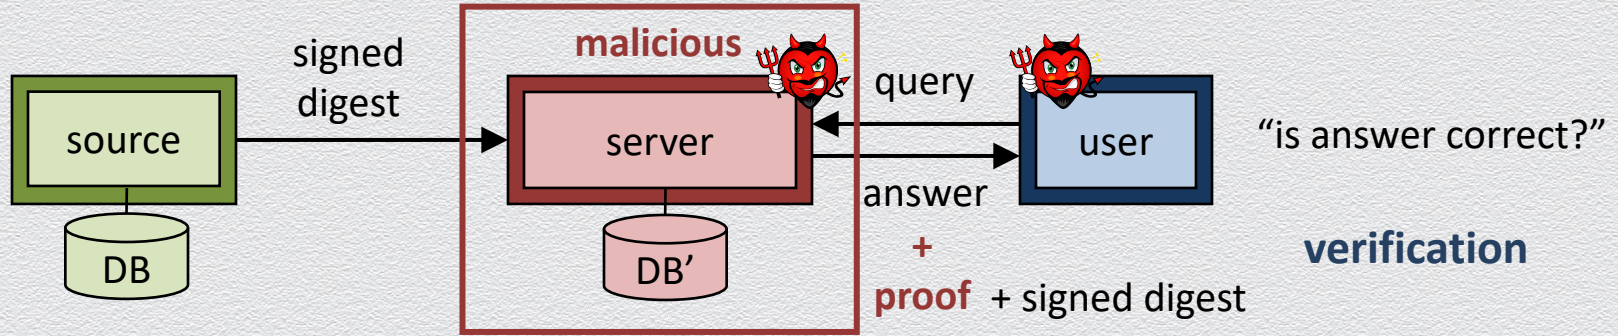 signed
digest
malicious
query
source
server
user
“is answer correct?”
answer
DB
DB’
+
verification
proof + signed digest